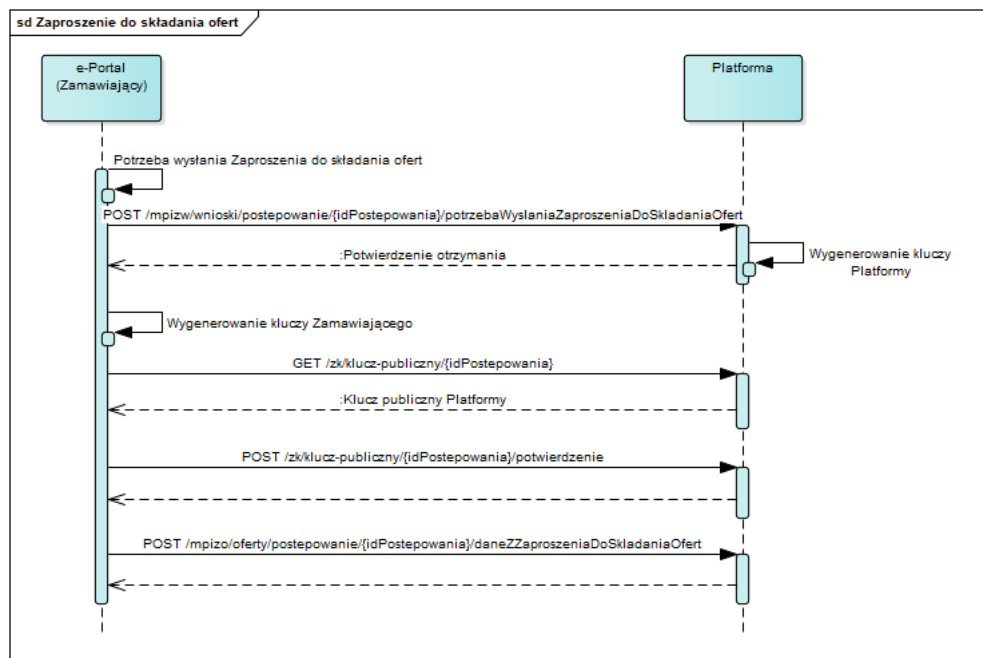 sd Zaproszenie do składania ofert
e-Portal
(Zamawiający)
Platforma
Potrzeba wysłania Zaproszenia do składania ofert
POST /mpizw/wnioski/postepowanie/{idPostepowania}/potrzebaWyslaniaZaproszeniaDoSkladaniaOfert
:Potwierdzenie otrzymania
Wygenerowanie kluczy
Platformy
Wygenerowanie kluczy Zamawiającego
GET /zk/klucz-publiczny/{idPostepowania}
:Klucz publiczny Platformy
POST /zk/klucz-publiczny/{idPostepowania}/potwierdzenie
POST /mpizo/oferty/postepowanie/{idPostepowania}/daneZZaproszeniaDoSkladaniaOfert